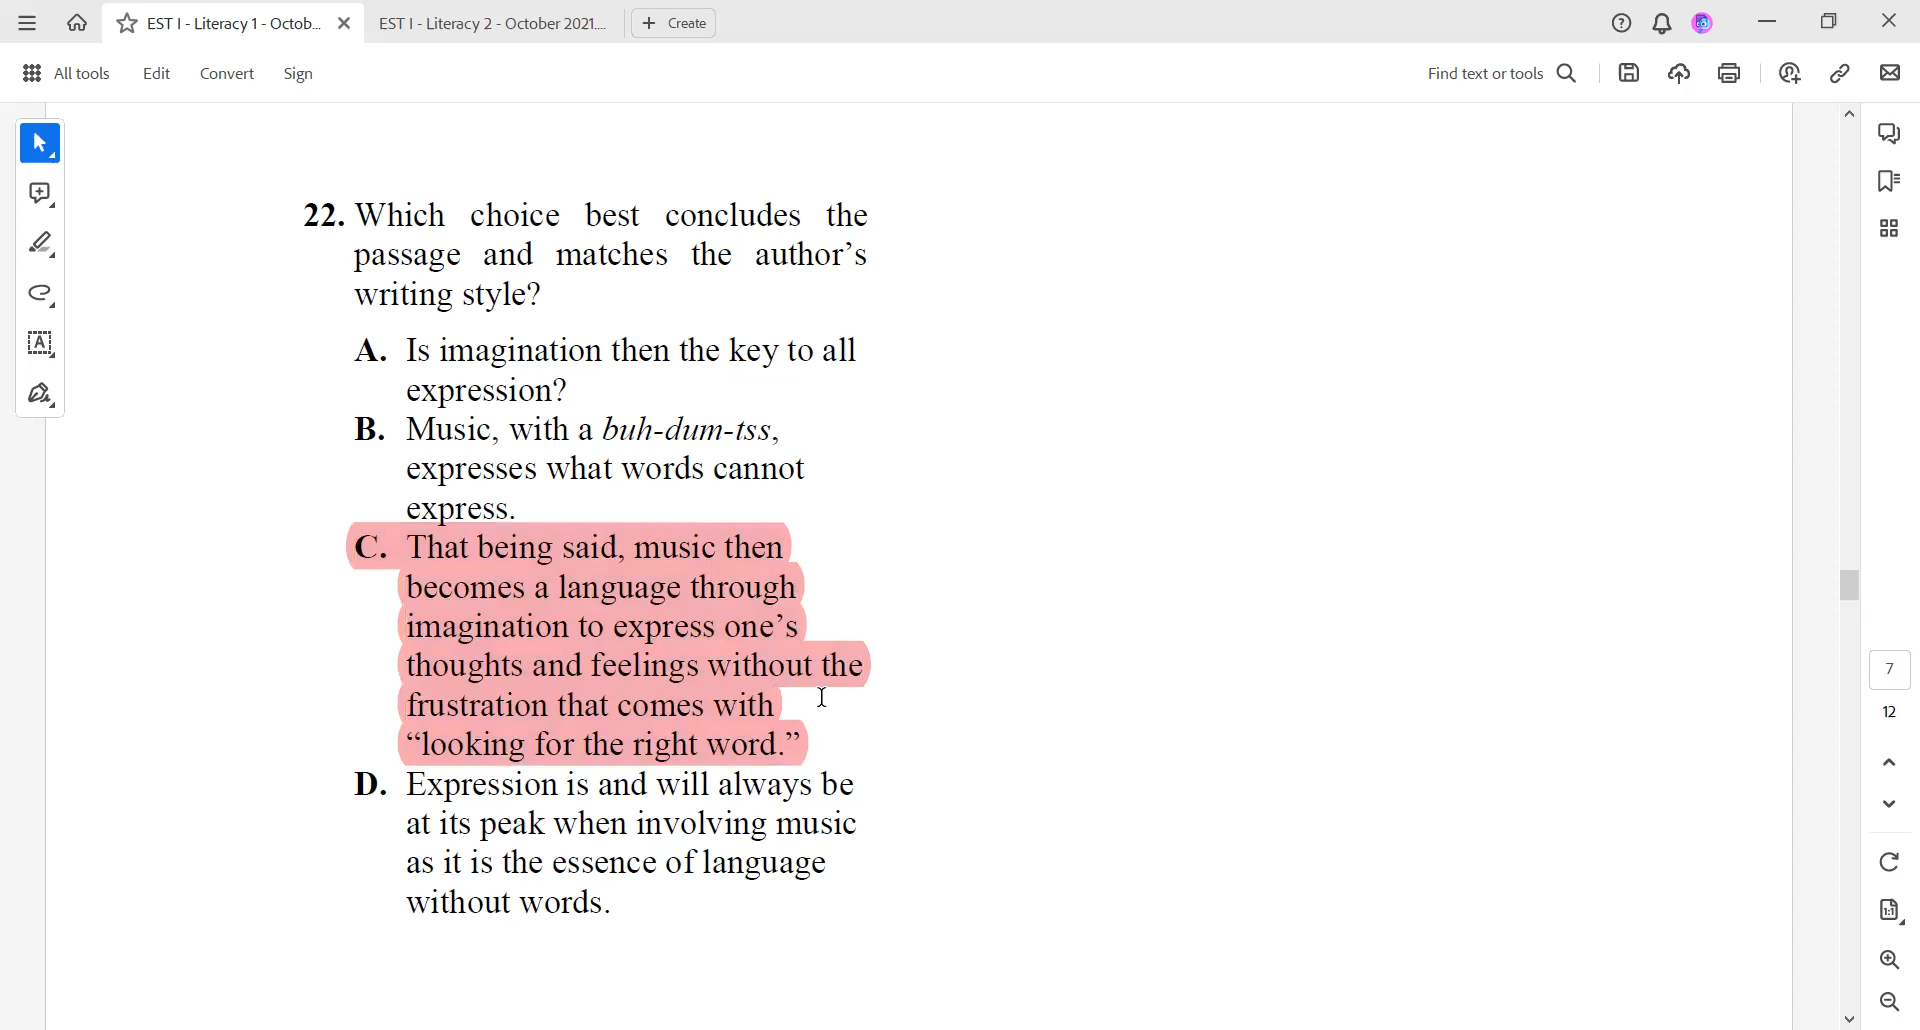 EST I - Literacy 1 - Octob...
EST I - Literacy 2 - October 2021....
Create
All tools
Edit
Convert
Sign
Find text or tools
22. Which choice best concludes the
passage and matches the author's
writing style?
A. Is imagination then the key to all
expression?
B. Music, with a buh-dum-tss,
expresses what words cannot
express.
C. That being said, music then
becomes a language through
imagination to express one's
thoughts and feelings without the
frustration that comes with
“looking for the right word.”
D. Expression is and will always be
at its peak when involving music
as it is the essence of language
without words.
7
12